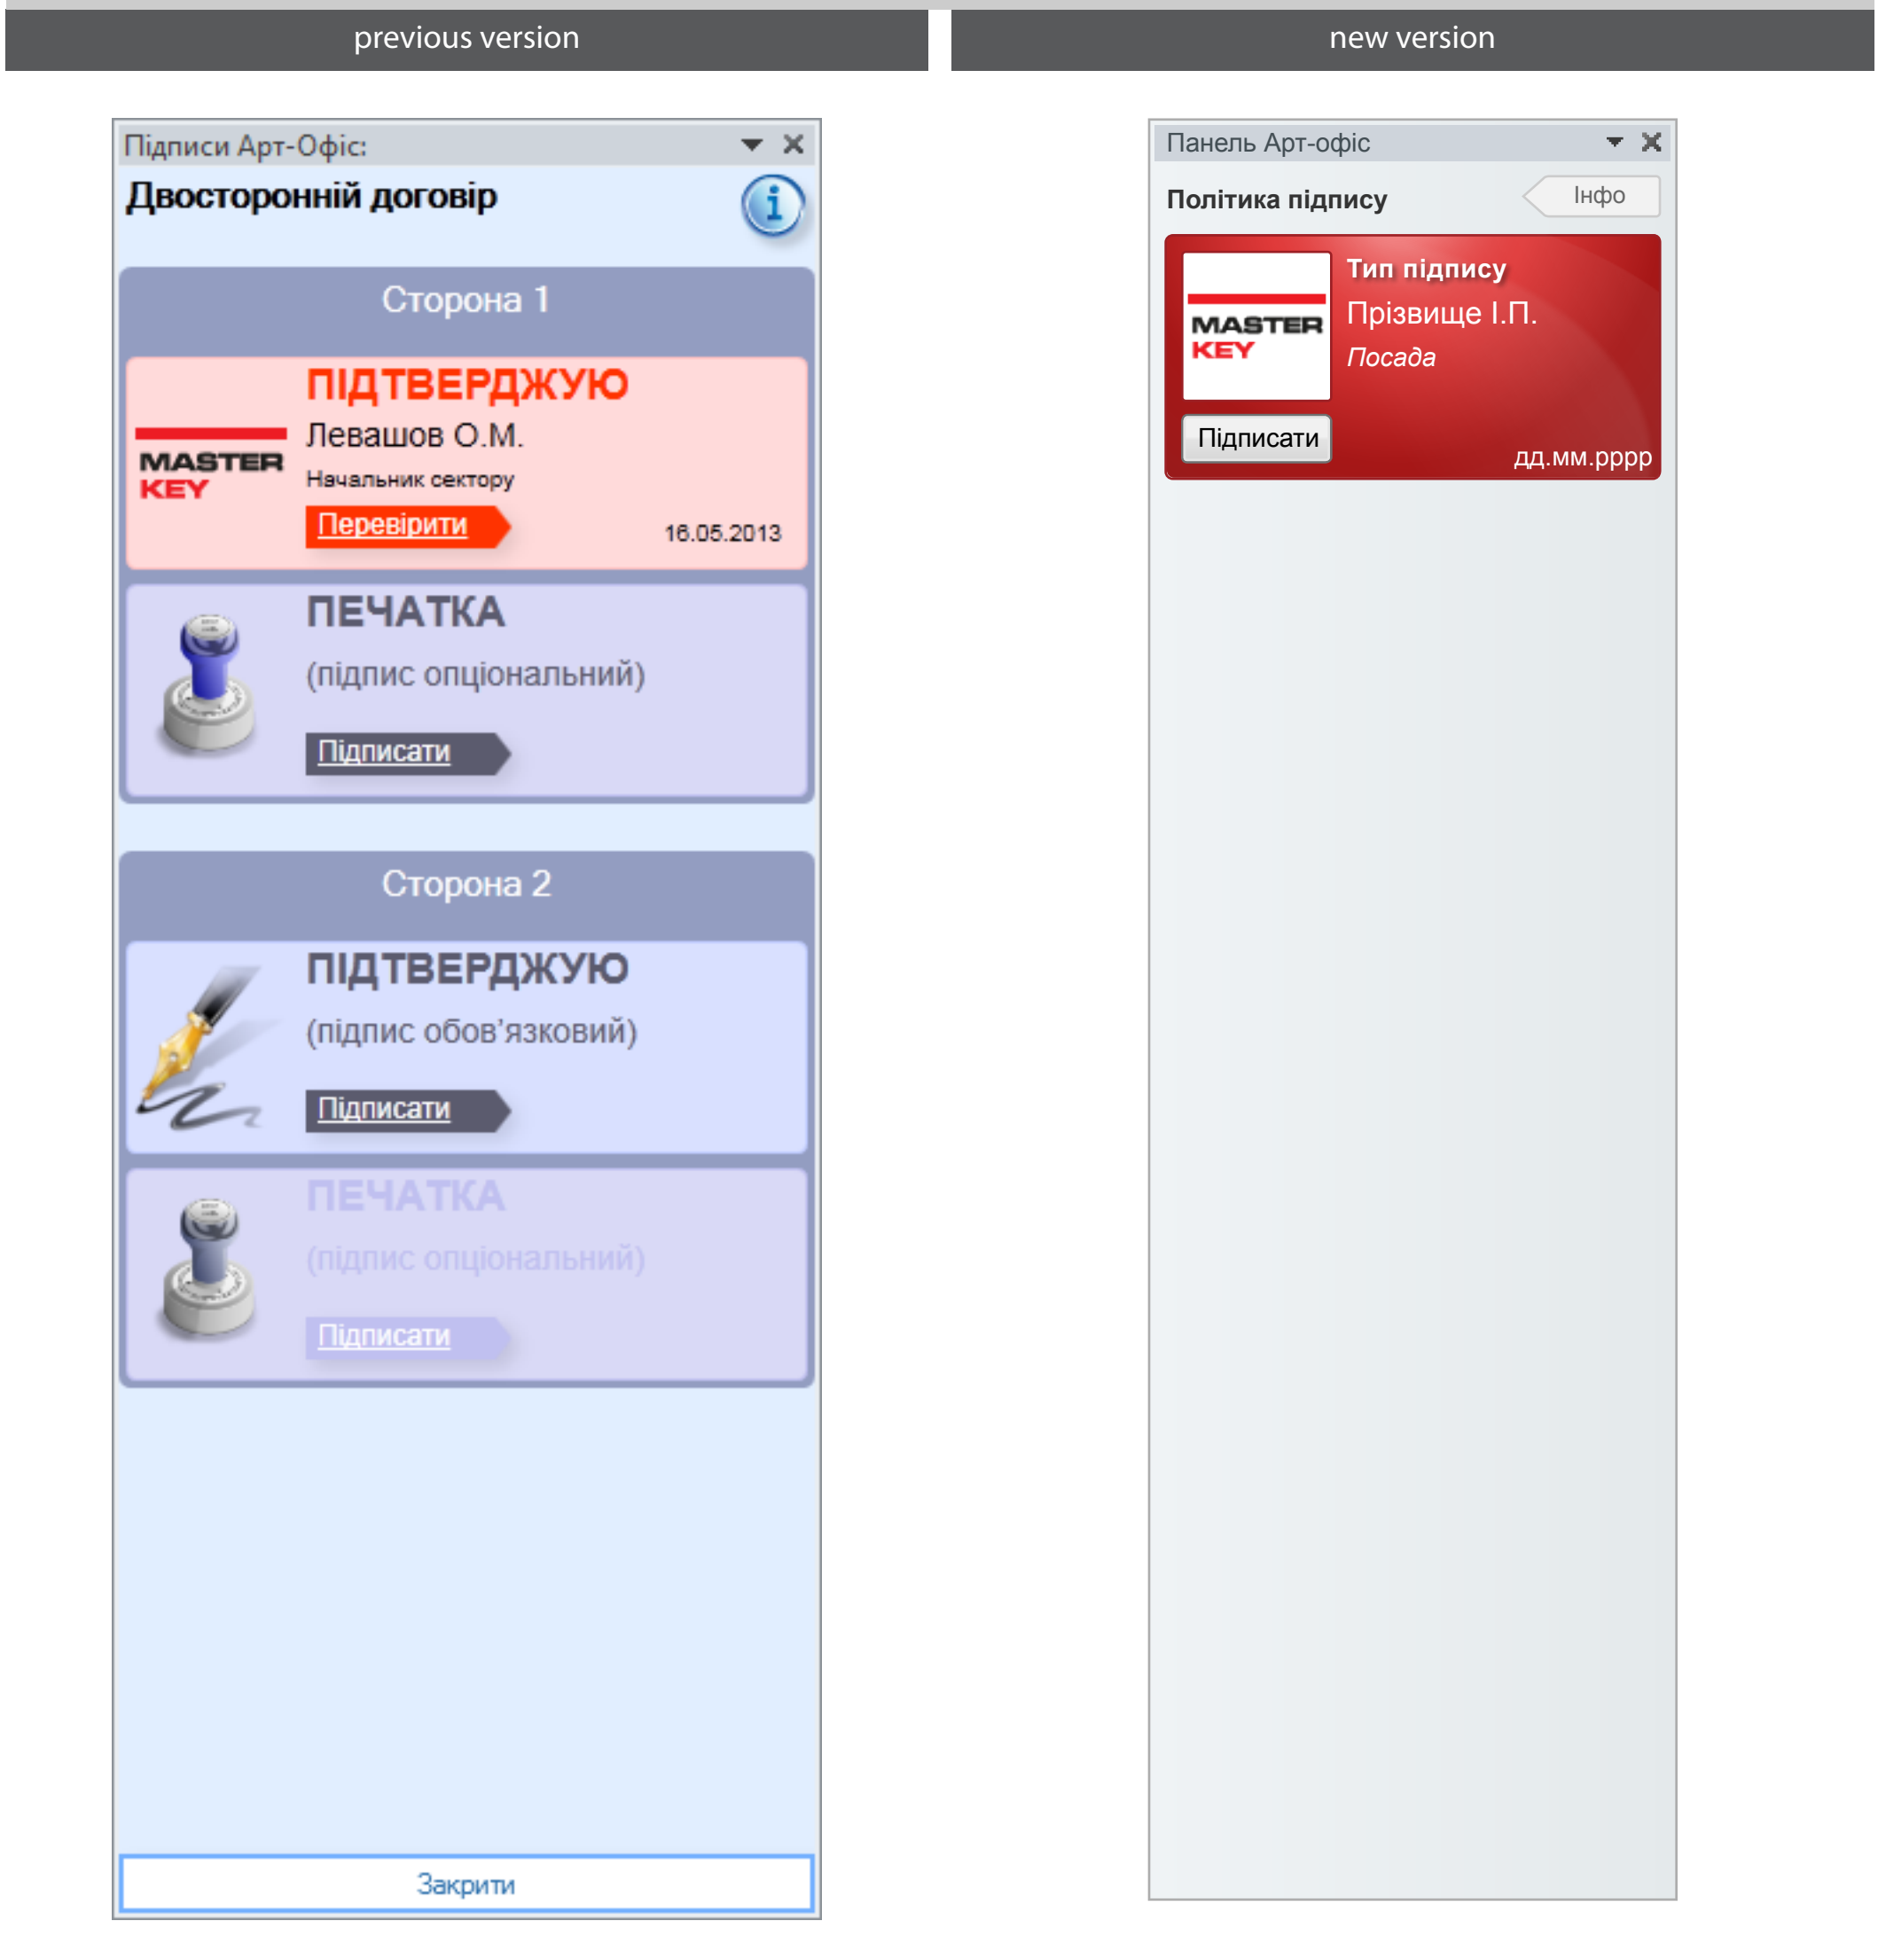 previous version
new version
Підписи Арт-Офіс:
Двосторонній договір
i
Сторона 1
ПІДТВЕРДЖУЮ
Левашов О.М.
MASTER
KEY
Начальник сектору
Перевірити
16.05.2013
ПЕЧАТКА
(підпис опціональний)
Підписати
Сторона 2
ПІДТВЕРДЖУЮ
(підпис обов'язковий)
Підписати
ПЕЧАТКА
(підпис опціональний)
Підписати
Закрити
Панель Арт-офіс
Політика підпису
Інфо
MASTER
KEY
Тип підпису
Прізвище І.П.
Посада
Підписати
дд.мм.рррр